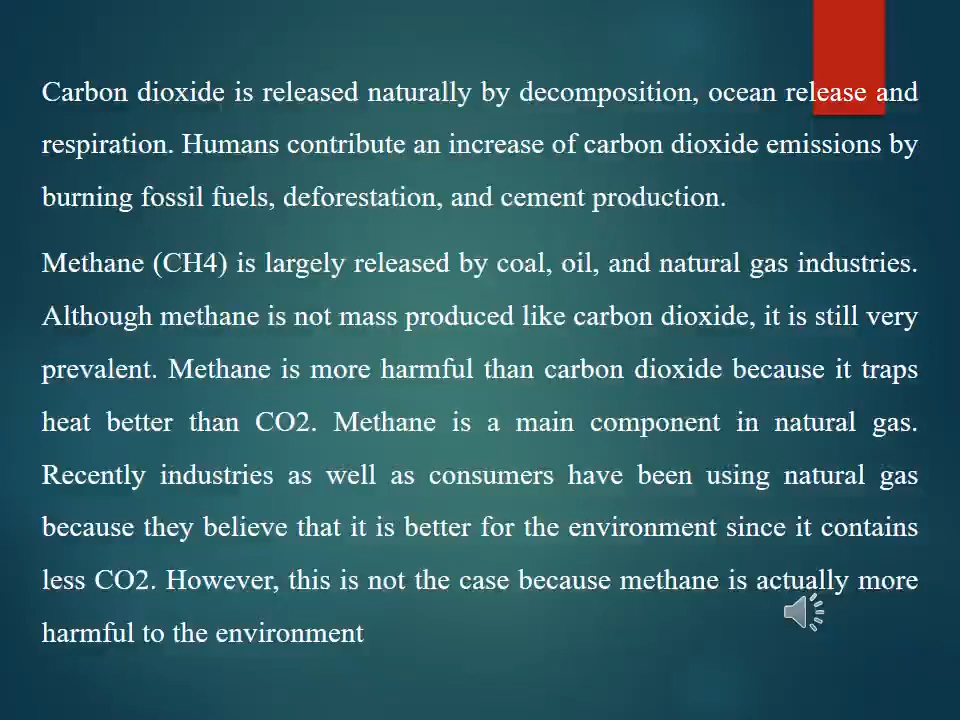 Carbon dioxide is released naturally by decomposition, ocean release and
respiration. Humans contribute an increase of carbon dioxide emissions by
burning fossil fuels, deforestation, and cement production.
Methane (CH4) is largely released by coal, oil, and natural gas industries.
Although methane is not mass produced like carbon dioxide, it is still very
prevalent. Methane is more harmful than carbon dioxide because it traps
heat better than CO2. Methane is a main component in natural gas.
Recently industries as well as consumers have been using natural gas
because they believe that it is better for the environment since it contains
less CO2. However, this is not the case because methane is actually more
harmful to the environment